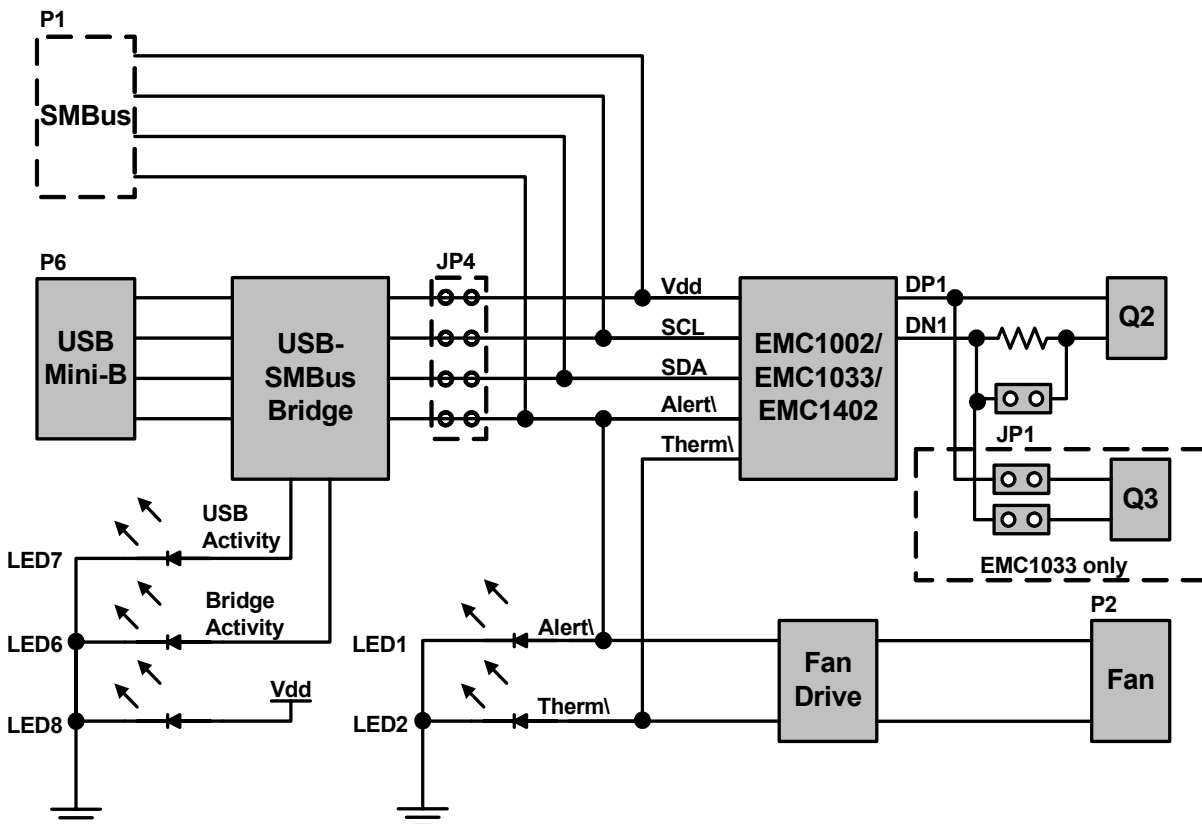 P1
SMBus
P6
USB
Mini-B
USB-
SMBus
Bridge
JP4
Vdd
SCL
SDA
Alert\
Therm\
EMC1002/
EMC1033/
EMC1402
DP1
DN1
Q2
JP1
Q3
EMC1033 only
USB
Activity
LED7
Bridge
Activity
LED6
Vdd
LED8
LED1
Alert\
LED2
Therm\
Fan
Drive
P2
Fan